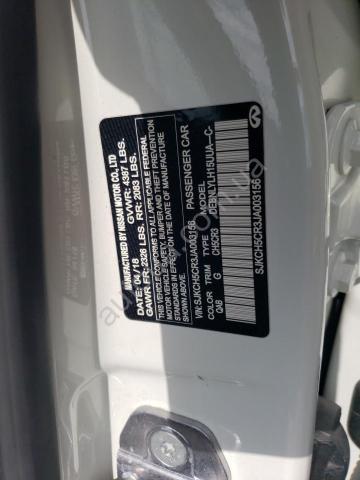 MANUFACTURED BY NISSAN MOTOR CO., LTD
DATE: 04/18 GVWR: 4387 LBS.
GAWR FR: 2326 LBS. RR: 2083 LBS.
THIS VEHICLE CONFORMS TO ALL APPLICABLE FEDERAL
MOTOR VEHICLE SAFETY, BUMPER AND THEFT PREVENTION
STANDARDS IN EFFECT ON THE DATE OF MANUFACTURE
SHOWN ABOVE.
VIN: SJKCH5CR3JA003156 PASSENGER CAR
COLOR TRIM TYPE MODEL
QAB G CH5CR3
SJKCH5CR3JA003156